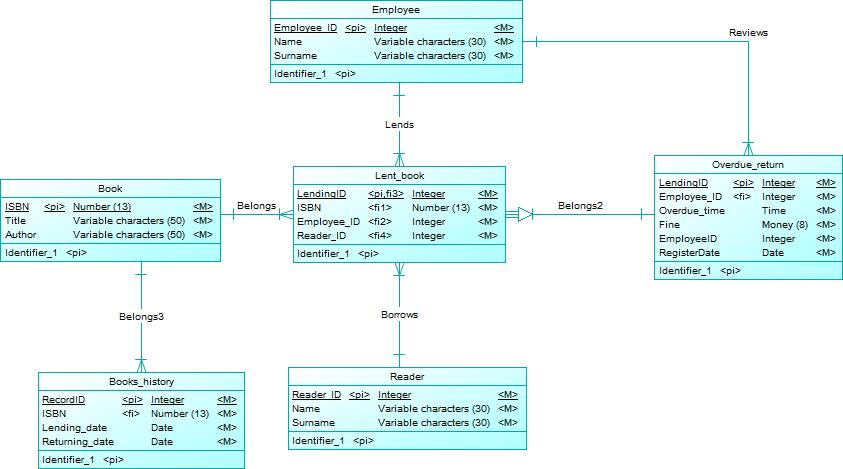 Employee
Employee_ID <pi> Integer <M>
Name Variable characters (30) <M>
Surname Variable characters (30) <M>
Identifier_1 <pi>
Reviews
Lends
Book
ISBN <pi> Number (13) <M>
Title Variable characters (50) <M>
Author Variable characters (50) <M>
Identifier_1 <pi>
Belongs
Lent_book
LendingID <pi,fi3> Integer <M>
ISBN <fi1> Number (13) <M>
Employee_ID <fi2> Integer <M>
Reader_ID <fi4> Integer <M>
Identifier_1 <pi>
Belongs2
Overdue_return
LendingID <pi> Integer <M>
Employee_ID <fi> Integer <M>
Overdue_time Time <M>
Fine Money (8) <M>
EmployeeID Integer <M>
RegisterDate Date <M>
Identifier_1 <pi>
Belongs3
Borrows
Books_history
RecordID <pi> Integer <M>
ISBN <fi> Number (13) <M>
Lending_date Date <M>
Returning_date Date <M>
Identifier_1 <pi>
Reader
Reader_ID <pi> Integer <M>
Name Variable characters (30) <M>
Surname Variable characters (30) <M>
Identifier_1 <pi>